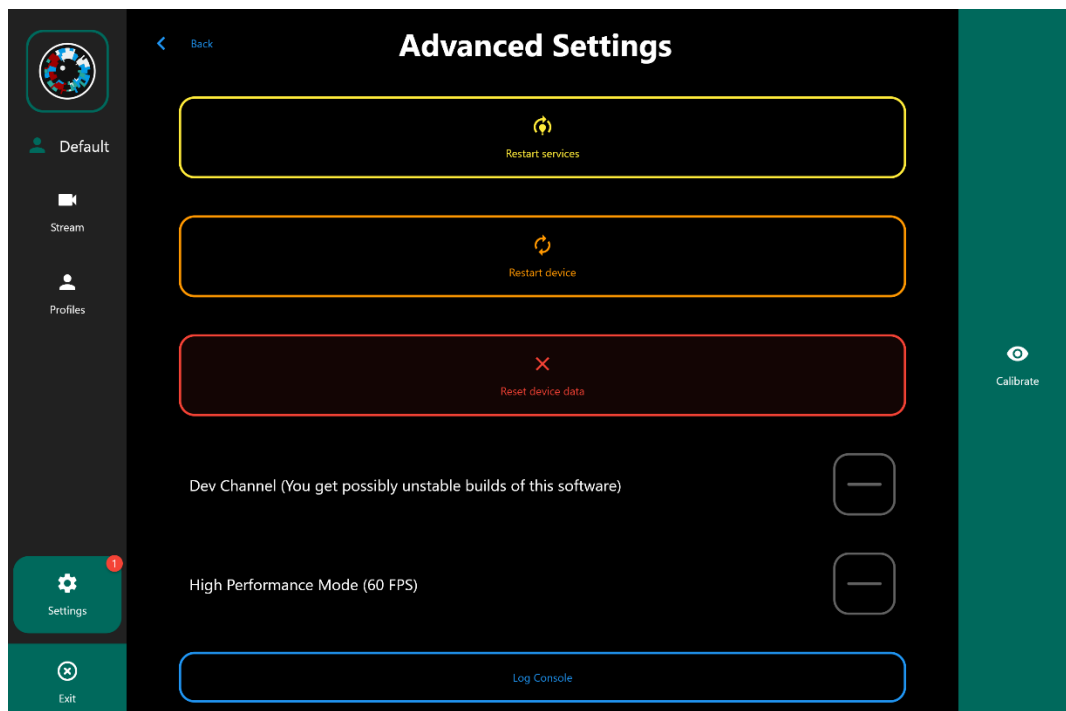 Back
Advanced Settings
Default
Stream
Profiles
Restart services
Restart device
Reset device data
Calibrate
Dev Channel (You get possibly unstable builds of this software)
High Performance Mode (60 FPS)
1
Settings
Exit
Log Console